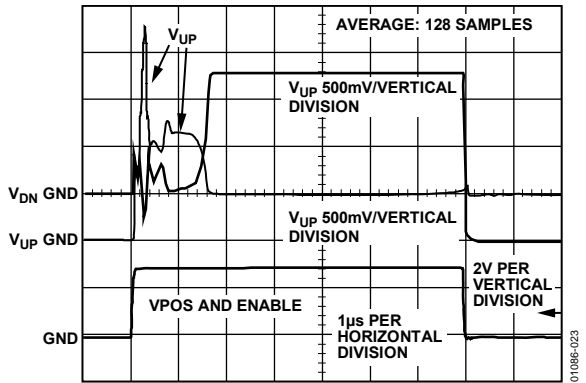 AVERAGE: 128 SAMPLES
VUP
VUP 500mV/VERTICAL
DIVISION
VDN GND
VUP GND
VUP 500mV/VERTICAL
DIVISION
2V PER
VERTICAL
DIVISION
VPOS AND ENABLE
1µs PER
HORIZONTAL
DIVISION
GND
01086-023